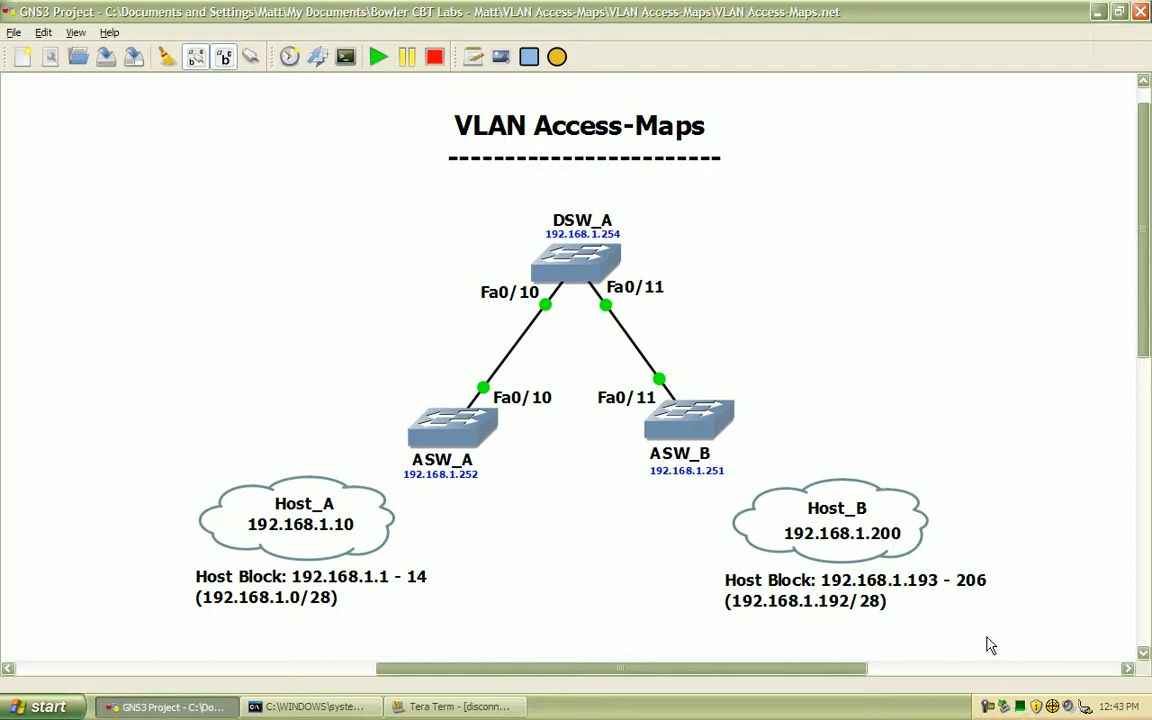 GNS3 Project - C:\Documents and Settings\Matt\My Documents\Bowler CBT Labs - Matt\VLAN Access-Maps\VLAN Access-Maps\VLAN Access-Maps.net
File Edit View Help
VLAN Access-Maps
------------------------
DSW_A
192.168.1.254
Fa0/10
Fa0/11
Fa0/10
Fa0/11
ASW_A
192.168.1.252
ASW_B
192.168.1.251
Host_A
192.168.1.10
Host_B
192.168.1.200
Host Block: 192.168.1.1 - 14
(192.168.1.0/28)
Host Block: 192.168.1.193 - 206
(192.168.1.192/28)
start GNS3 Project - C:\Do... C:\WINDOWS\syste... Tera Term - [disconn... 12:43 PM